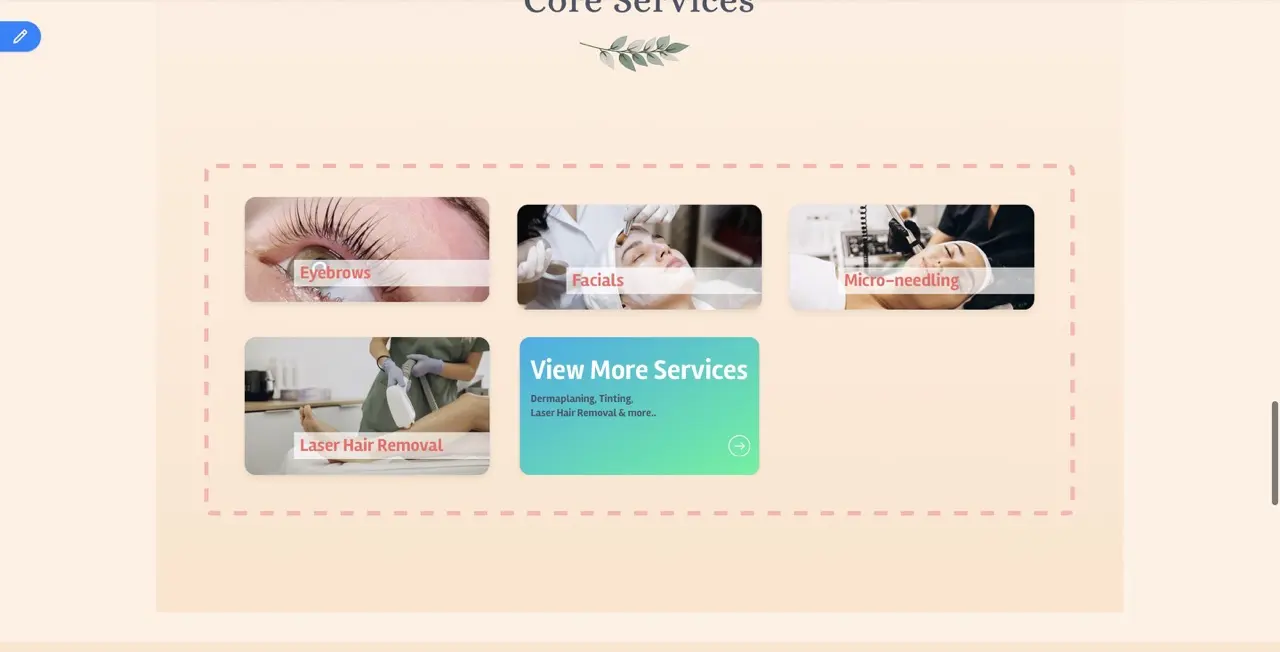 Core Services
Eyebrows
Facials
Micro-needling
Laser Hair Removal
View More Services
Dermaplaning, Tinting,
Laser Hair Removal & more..